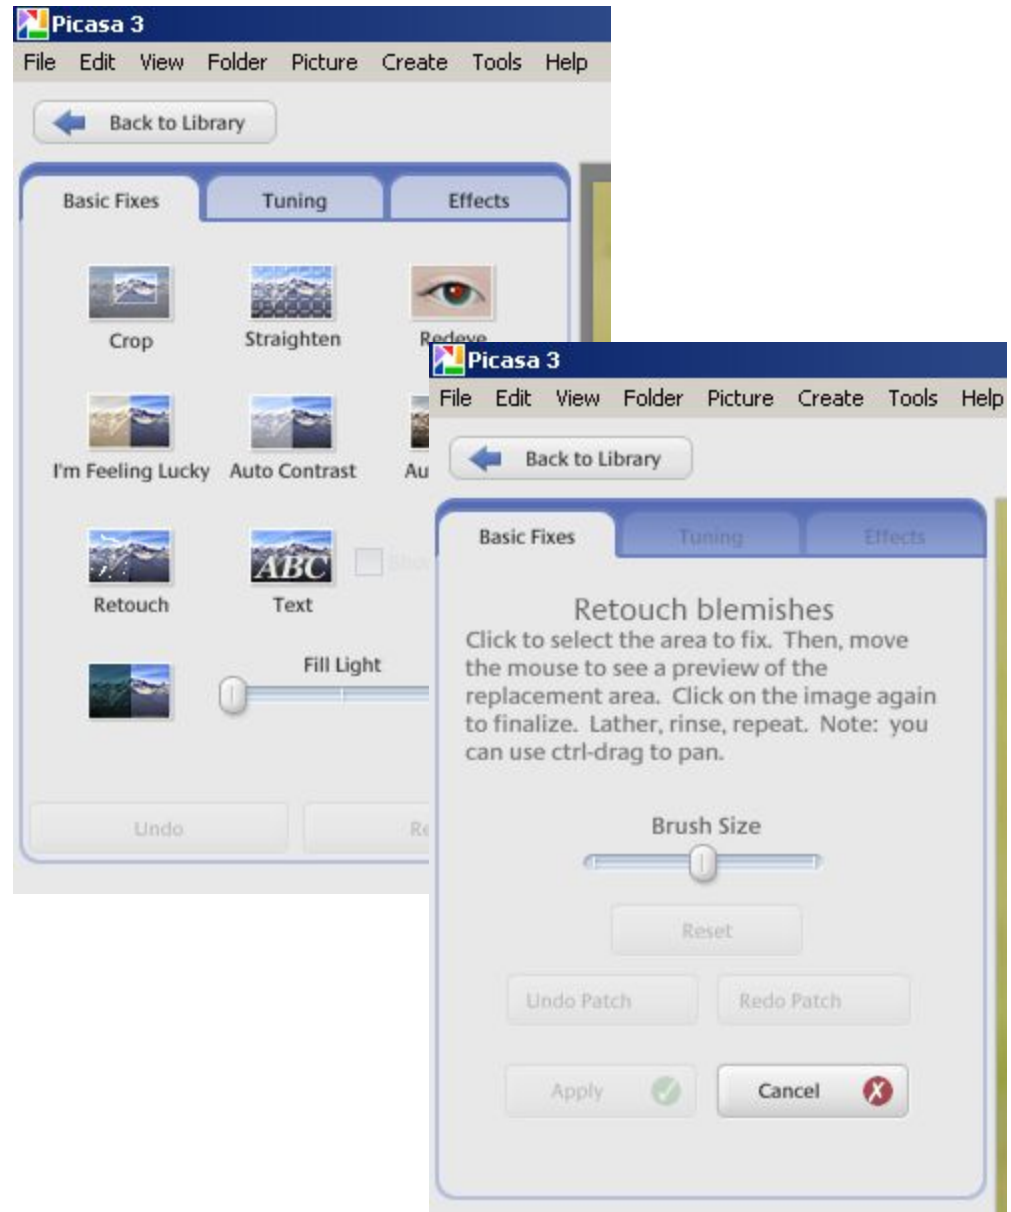 Picasa 3
File Edit View Folder Picture Create Tools Help
Back to Library
Basic Fixes Tuning Effects
Crop Straighten Redeye
I'm Feeling Lucky Auto Contrast Au
ABC
Retouch Text
Fill Light
Undo Re
Picasa 3
File Edit View Folder Picture Create Tools Help
Back to Library
Basic Fixes Tuning Effects
Retouch blemishes
Click to select the area to fix. Then, move
the mouse to see a preview of the
replacement area. Click on the image again
to finalize. Lather, rinse, repeat. Note: you
can use ctrl-drag to pan.
Brush Size
Reset
Undo Patch Redo Patch
Apply Cancel